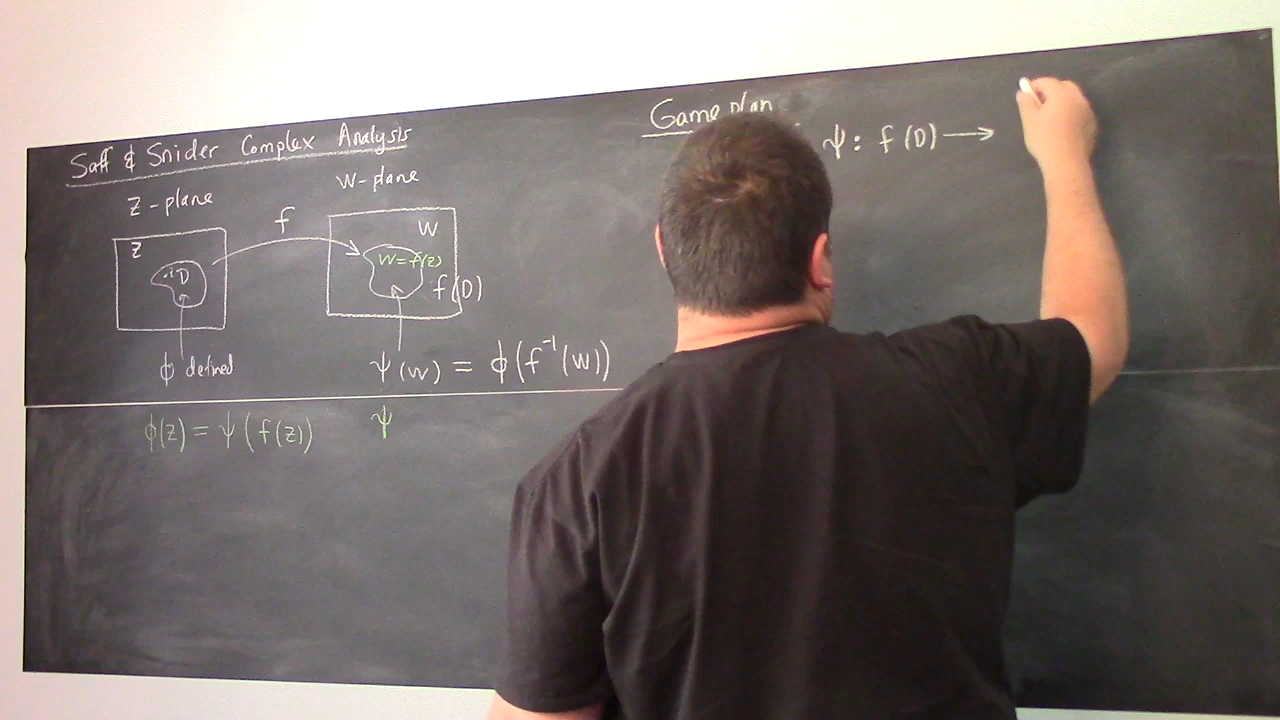 Saff & Snider Complex Analysis
Z-plane
W-plane
f
Z
W
z D
W=f(z)
f(D)
ϕ defined
ψ(w) = ϕ(f⁻¹(w))
ϕ(z) = ψ(f(z))
ψ
Game plan
ψ: f(D) →